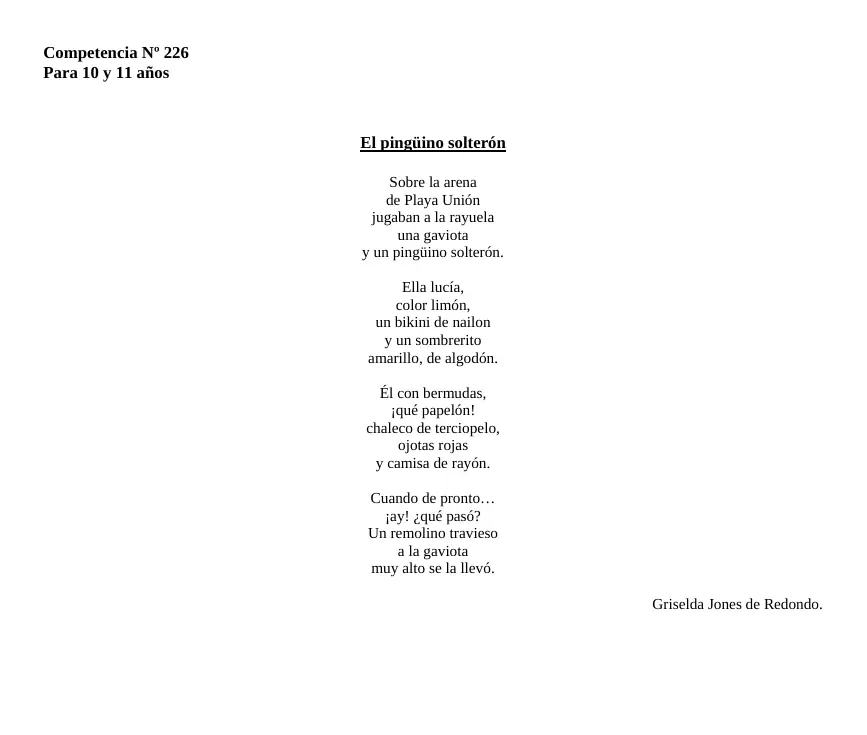 Competencia Nº 226
Para 10 y 11 años
El pingüino solterón
Sobre la arena
de Playa Unión
jugaban a la rayuela
una gaviota
y un pingüino solterón.
Ella lucía,
color limón,
un bikini de nailon
y un sombrerito
amarillo, de algodón.
Él con bermudas,
¡qué papelón!
chaleco de terciopelo,
ojotas rojas
y camisa de rayón.
Cuando de pronto…
¡ay! ¿qué pasó?
Un remolino travieso
a la gaviota
muy alto se la llevó.
Griselda Jones de Redondo.